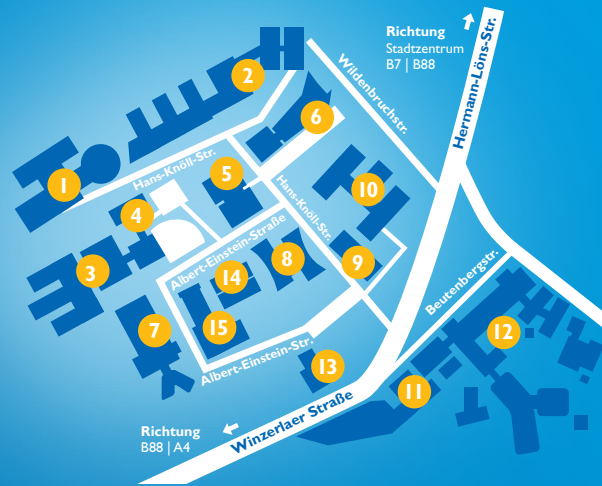 Richtung
Stadtzentrum
B7 | B88
Hermann-Löns-Str.
Wildenbruchstr.
2
6
Hans-Knöll-Str.
1
5
10
4
Hans-Knöll-Str.
Albert-Einstein-Straße
3
14
8
9
Beutenbergstr.
7
15
12
Albert-Einstein-Str.
13
11
Winzerlaer Straße
Richtung
B88 | A4